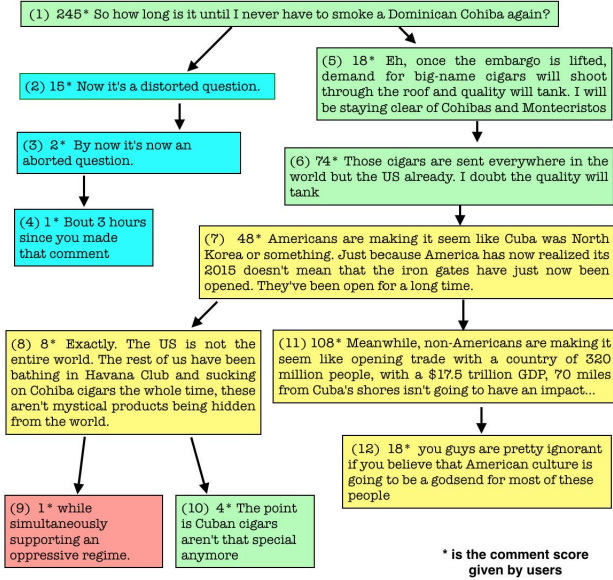 (1) 245* So how long is it until I never have to smoke a Dominican Cohiba again?
(2) 15* Now it's a distorted question.
(3) 2* By now it's now an
aborted question.
(4) 1* Bout 3 hours
since you made
that comment
(5) 18* Eh, once the embargo is lifted,
demand for big-name cigars will shoot
through the roof and quality will tank. I will
be staying clear of Cohibas and Montecristos
(6) 74* Those cigars are sent everywhere in the
world but the US already. I doubt the quality will
tank
(7) 48* Americans are making it seem like Cuba was North
Korea or something. Just because America has now realized its
2015 doesn't mean that the iron gates have just now been
opened. They've been open for a long time.
(8) 8* Exactly. The US is not the
entire world. The rest of us have been
bathing in Havana Club and sucking
on Cohiba cigars the whole time, these
aren't mystical products being hidden
from the world.
(11) 108* Meanwhile, non-Americans are making it
seem like opening trade with a country of 320
million people, with a $17.5 trillion GDP, 70 miles
from Cuba's shores isn't going to have an impact...
(12) 18* you guys are pretty ignorant
if you believe that American culture is
going to be a godsend for most of these
people
(9) 1* while
simultaneously
supporting an
oppressive regime.
(10) 4* The point
is Cuban cigars
aren't that special
anymore
* is the comment score
given by users